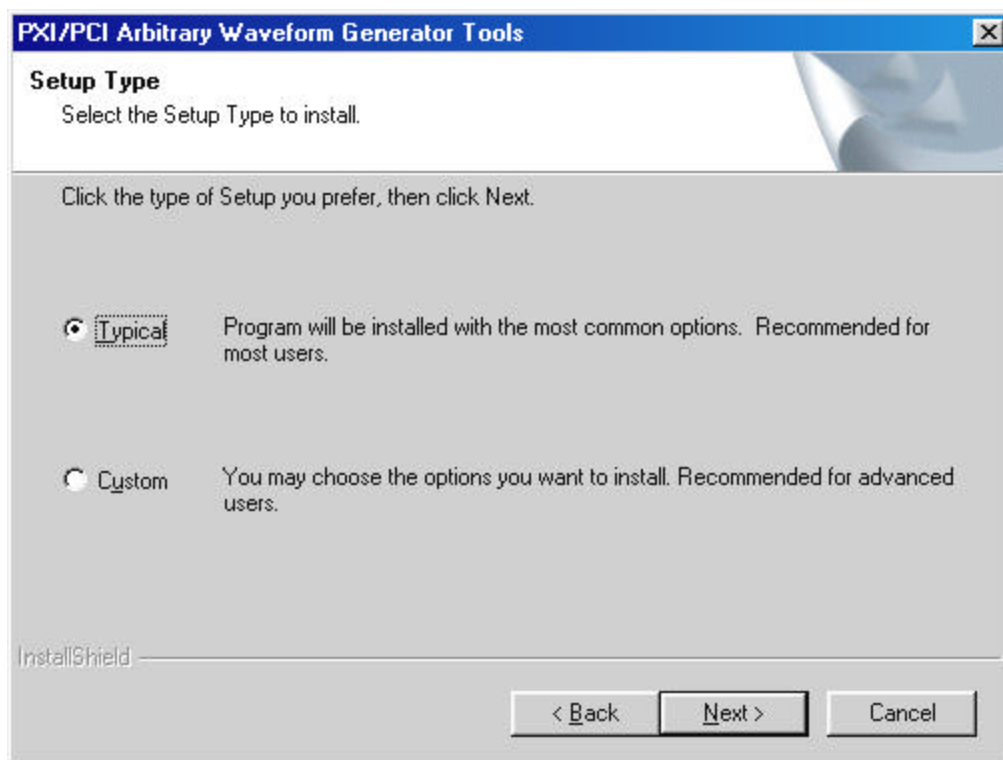 PXI/PCI Arbitrary Waveform Generator Tools
Setup Type
Select the Setup Type to install.
Click the type of Setup you prefer, then click Next.
Typical
Program will be installed with the most common options.  Recommended for
most users.
Custom
You may choose the options you want to install. Recommended for advanced
users.
InstallShield
< Back
Next >
Cancel